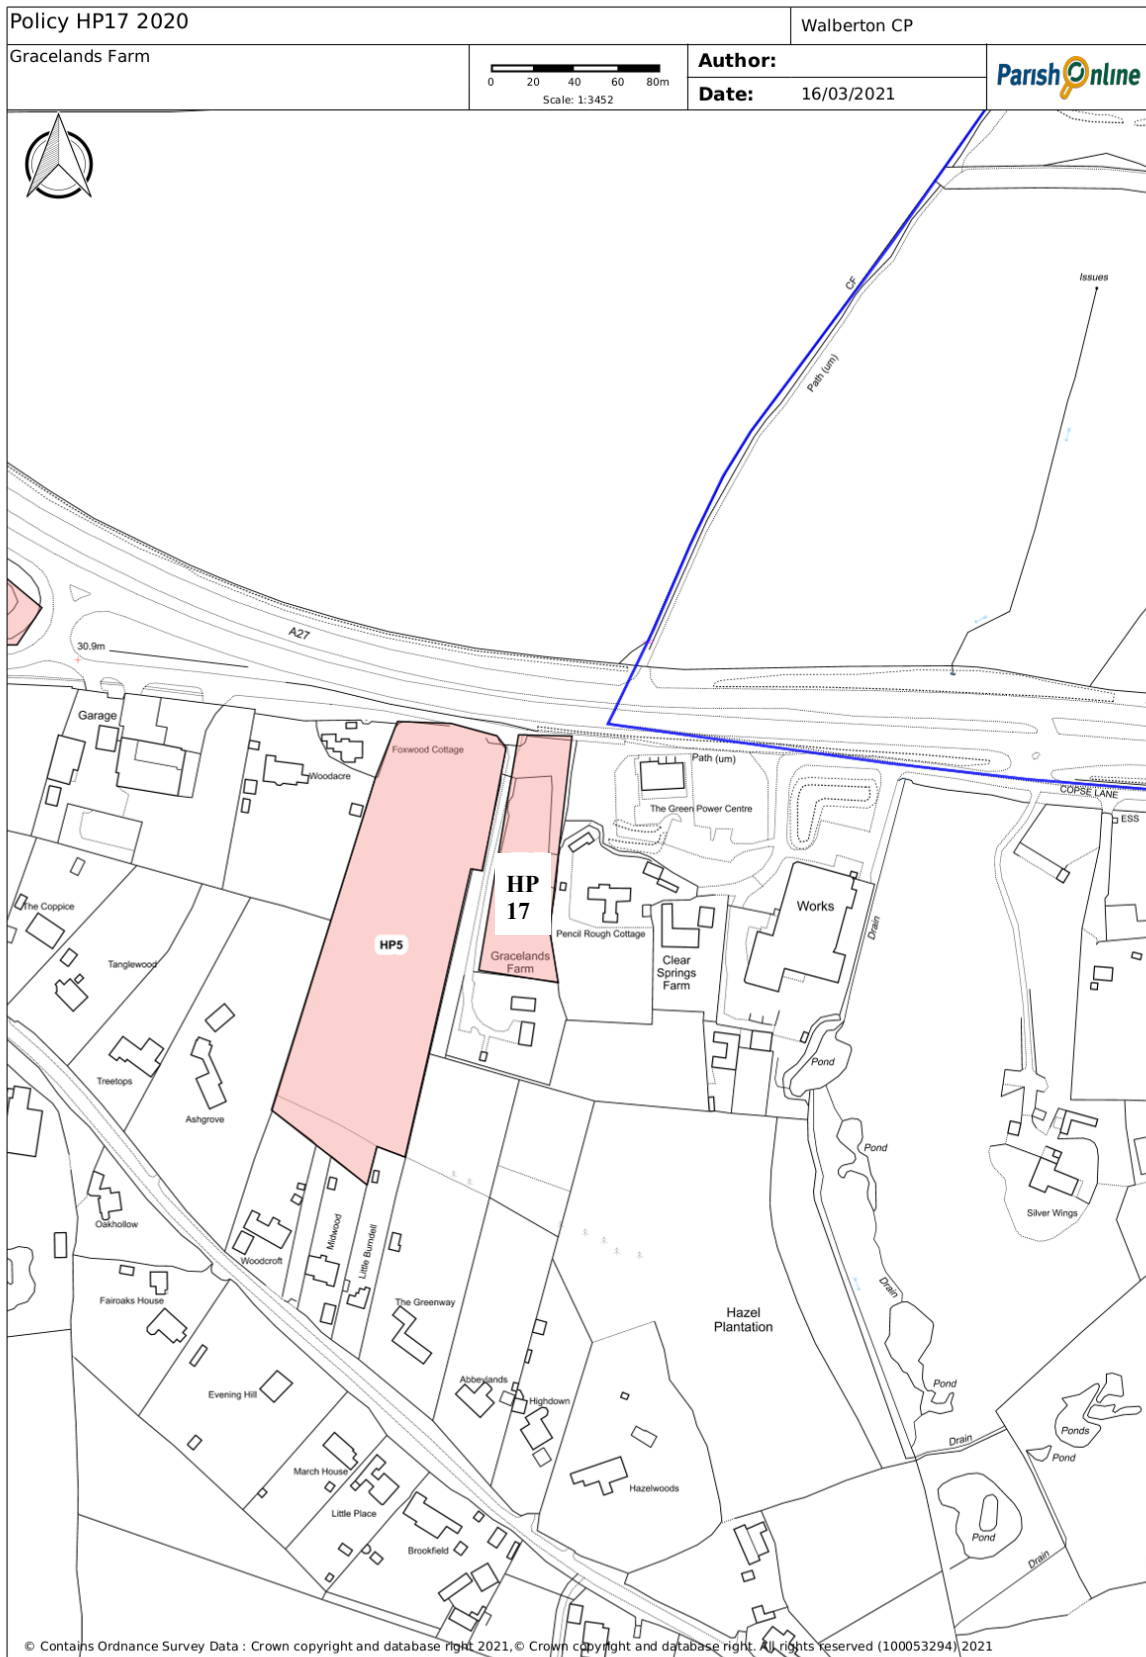 Policy HP17 2020
Walberton CP
Gracelands Farm
0 20 40 60 80m
Scale: 1:3452
Author:
Date: 16/03/2021
Parish Online
Issues
CF
Path (um)
A27
30.9m
Garage
Foxwood Cottage
Woodacre
Path (um)
The Green Power Centre
COPSE LANE
ESS
HP
17
Works
The Coppice
HP5
Pencil Rough Cottage
Drain
Tanglewood
Gracelands
Farm
Clear
Springs
Farm
Treetops
Pond
Ashgrove
Pond
Oakhollow
Midwood
Little Burndell
Silver Wings
Woodcroft
Fairoaks House
The Greenway
Drain
Hazel
Plantation
Evening Hill
Abbeylands
Highdown
Pond
Ponds
Drain
Pond
March House
Little Place
Hazelwoods
Brookfield
Pond
Drain
© Contains Ordnance Survey Data : Crown copyright and database right 2021,© Crown copyright and database right. All rights reserved (100053294) 2021